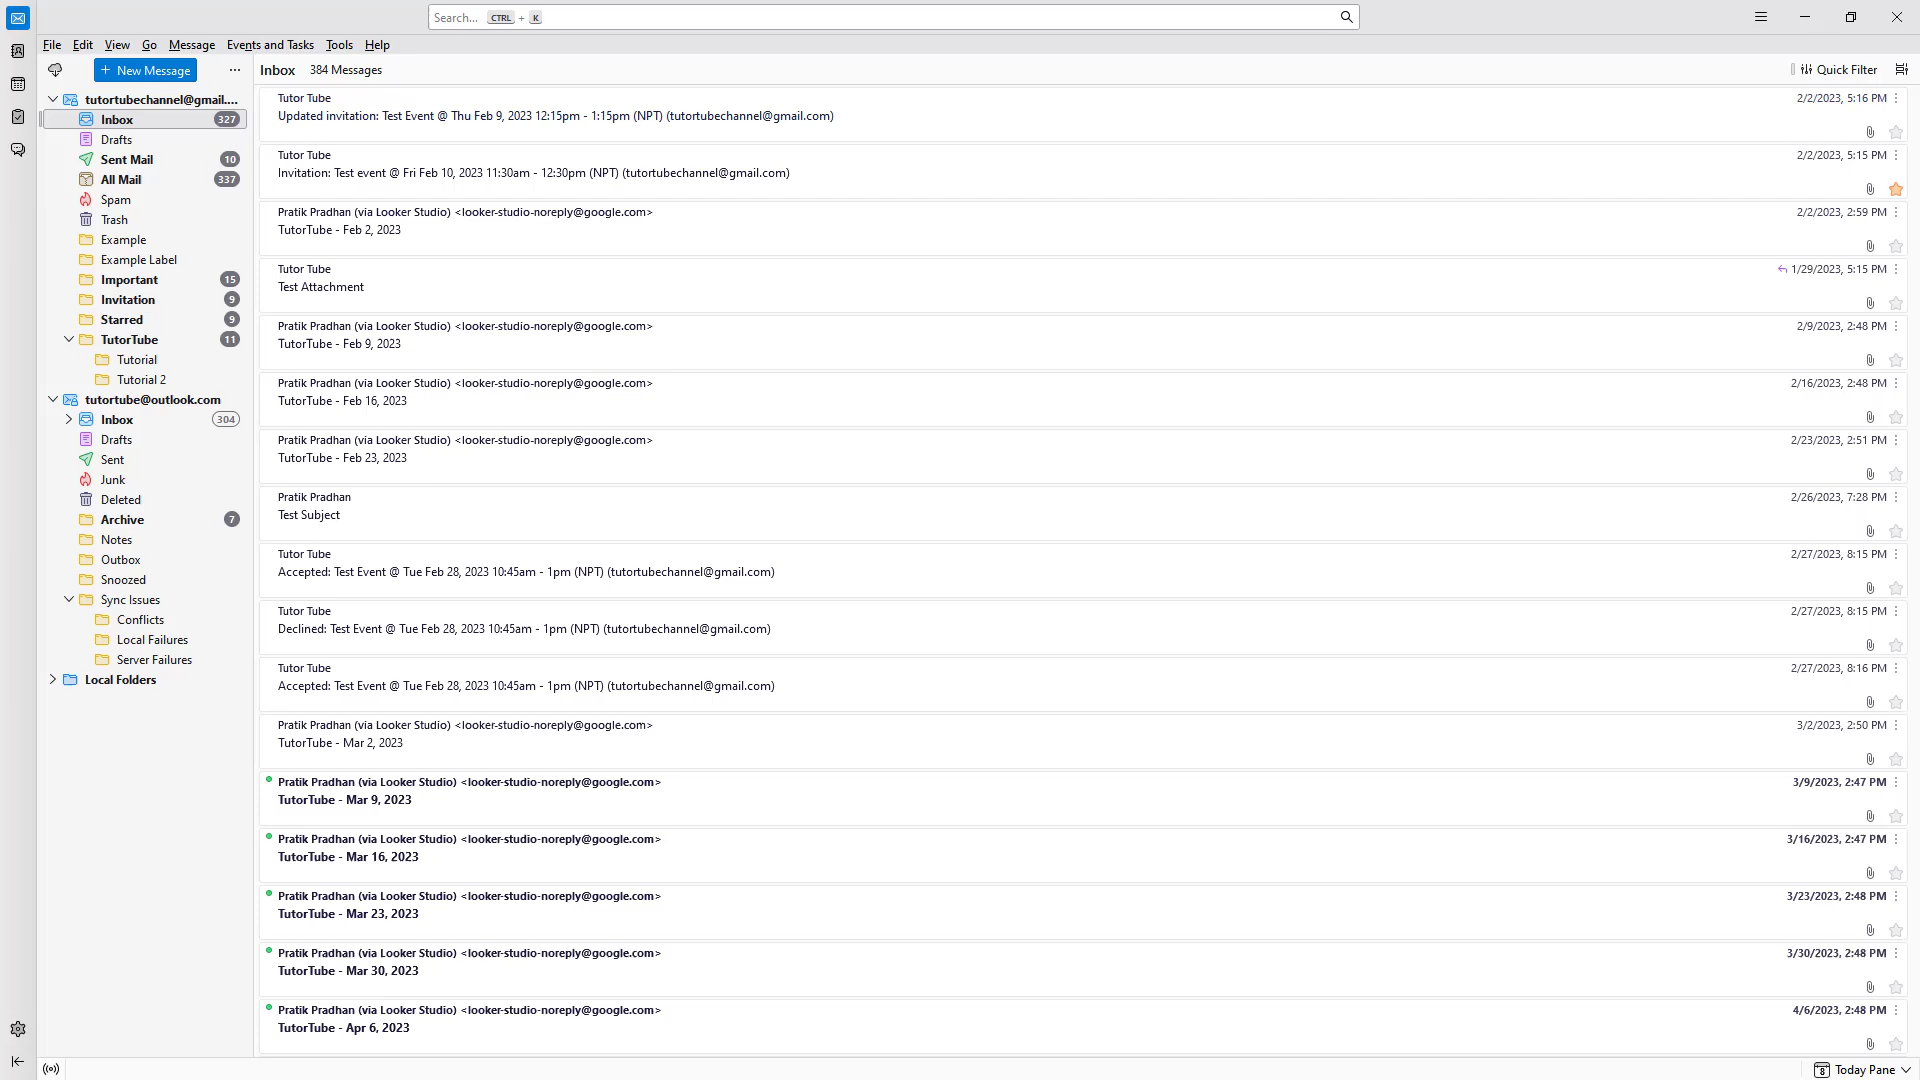 Search... CTRL + K
File Edit View Go Message Events and Tasks Tools Help
+ New Message
tutortubechannel@gmail....
Inbox 327
Drafts
Sent Mail 10
All Mail 337
Spam
Trash
Example
Example Label
Important 15
Invitation 9
Starred 9
TutorTube 11
Tutorial
Tutorial 2
tutortube@outlook.com
Inbox 304
Drafts
Sent
Junk
Deleted
Archive 7
Notes
Outbox
Snoozed
Sync Issues
Conflicts
Local Failures
Server Failures
Local Folders
Inbox 384 Messages Quick Filter
Tutor Tube 2/2/2023, 5:16 PM
Updated invitation: Test Event @ Thu Feb 9, 2023 12:15pm - 1:15pm (NPT) (tutortubechannel@gmail.com)
Tutor Tube 2/2/2023, 5:15 PM
Invitation: Test event @ Fri Feb 10, 2023 11:30am - 12:30pm (NPT) (tutortubechannel@gmail.com)
Pratik Pradhan (via Looker Studio) <looker-studio-noreply@google.com> 2/2/2023, 2:59 PM
TutorTube - Feb 2, 2023
Tutor Tube 1/29/2023, 5:15 PM
Test Attachment
Pratik Pradhan (via Looker Studio) <looker-studio-noreply@google.com> 2/9/2023, 2:48 PM
TutorTube - Feb 9, 2023
Pratik Pradhan (via Looker Studio) <looker-studio-noreply@google.com> 2/16/2023, 2:48 PM
TutorTube - Feb 16, 2023
Pratik Pradhan (via Looker Studio) <looker-studio-noreply@google.com> 2/23/2023, 2:51 PM
TutorTube - Feb 23, 2023
Pratik Pradhan 2/26/2023, 7:28 PM
Test Subject
Tutor Tube 2/27/2023, 8:15 PM
Accepted: Test Event @ Tue Feb 28, 2023 10:45am - 1pm (NPT) (tutortubechannel@gmail.com)
Tutor Tube 2/27/2023, 8:15 PM
Declined: Test Event @ Tue Feb 28, 2023 10:45am - 1pm (NPT) (tutortubechannel@gmail.com)
Tutor Tube 2/27/2023, 8:16 PM
Accepted: Test Event @ Tue Feb 28, 2023 10:45am - 1pm (NPT) (tutortubechannel@gmail.com)
Pratik Pradhan (via Looker Studio) <looker-studio-noreply@google.com> 3/2/2023, 2:50 PM
TutorTube - Mar 2, 2023
Pratik Pradhan (via Looker Studio) <looker-studio-noreply@google.com> 3/9/2023, 2:47 PM
TutorTube - Mar 9, 2023
Pratik Pradhan (via Looker Studio) <looker-studio-noreply@google.com> 3/16/2023, 2:47 PM
TutorTube - Mar 16, 2023
Pratik Pradhan (via Looker Studio) <looker-studio-noreply@google.com> 3/23/2023, 2:48 PM
TutorTube - Mar 23, 2023
Pratik Pradhan (via Looker Studio) <looker-studio-noreply@google.com> 3/30/2023, 2:48 PM
TutorTube - Mar 30, 2023
Pratik Pradhan (via Looker Studio) <looker-studio-noreply@google.com> 4/6/2023, 2:48 PM
TutorTube - Apr 6, 2023
8 Today Pane